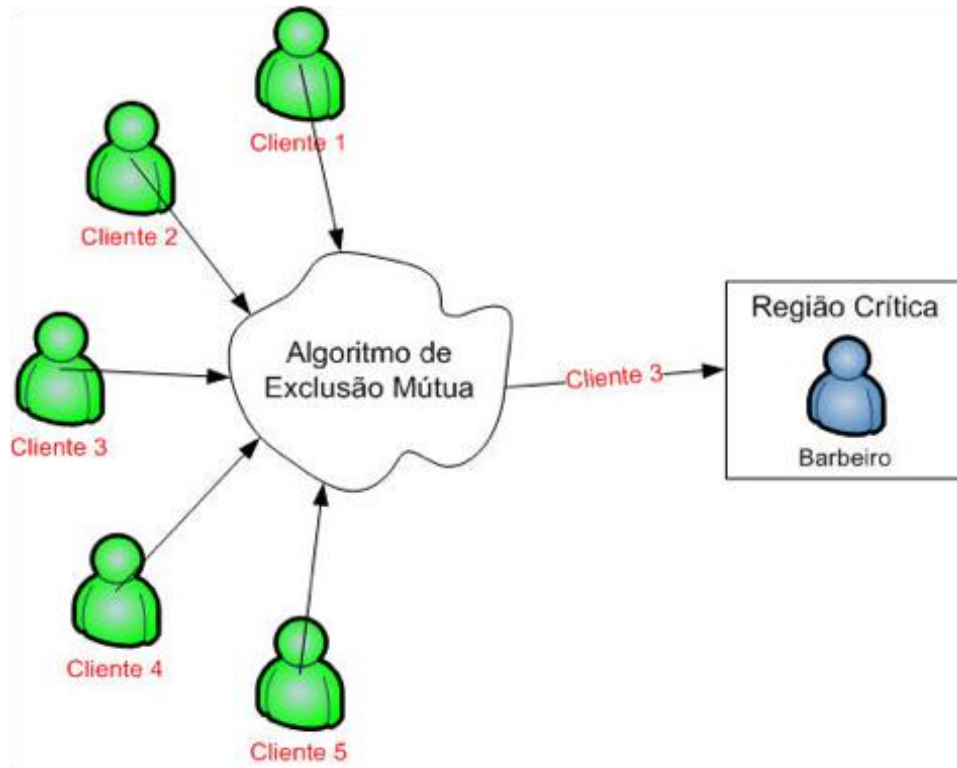 Cliente 1
Cliente 2
Cliente 3
Cliente 4
Cliente 5
Algoritmo de
Exclusão Mútua
Cliente 3
Região Crítica
Barbeiro